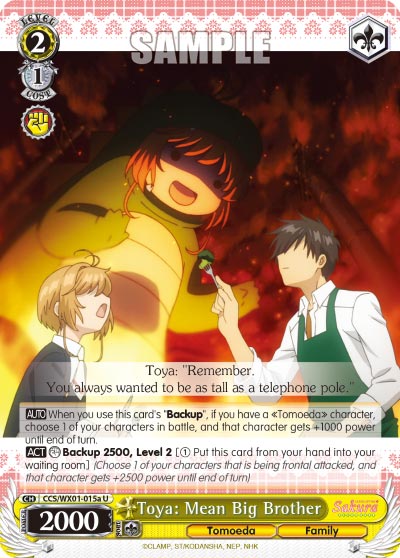 LEVEL
2
SAMPLE
1
COST
Toya: "Remember.
You always wanted to be as tall as a telephone pole."
AUTO When you use this card's "Backup", if you have a «Tomoeda» character,
choose 1 of your characters in battle, and that character gets +1000 power
until end of turn.
ACT Backup 2500, Level 2 [① Put this card from your hand into your
waiting room] (Choose 1 of your characters that is being frontal attacked, and
that character gets +2500 power until end of turn)
CH CCS/WX01-015a U
POWER 2000
Toya: Mean Big Brother
Sakura
Tomoeda Family
©CLAMP, ST/KODANSHA, NEP, NHK